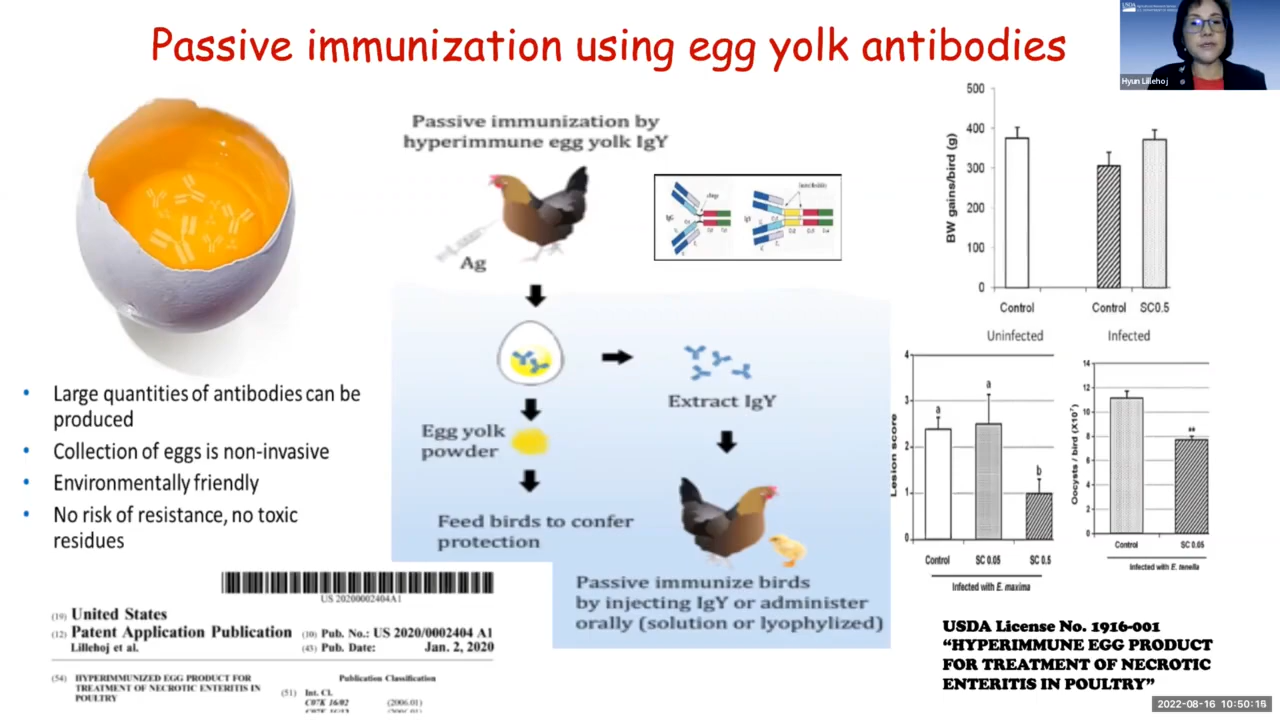 Passive immunization using egg yolk antibodies
USDA
Hyun Lillehoj
Passive immunization by
hyperimmune egg yolk IgY
Ag
Extract IgY
Egg yolk
powder
Feed birds to confer
protection
Passive immunize birds
by injecting IgY or administer
orally (solution or lyophylized)
• Large quantities of antibodies can be
produced
• Collection of eggs is non-invasive
• Environmentally friendly
• No risk of resistance, no toxic
residues
US 20200002404A1
(19) United States
(12) Patent Application Publication (10) Pub. No.: US 2020/0002404 A1
Lillehoj et al. (43) Pub. Date: Jan. 2, 2020
(54) HYPERIMMUNIZED EGG PRODUCT FOR
TREATMENT OF NECROTIC ENTERITIS IN
POULTRY
Publication Classification
(51) Int. Cl.
C07K 16/02 (2006.01)
BW gains/bird (g)
500
400
300
200
100
0
Control Control SC0.5
Uninfected Infected
Lesion score
4
3
2
1
0
a
a
b
Control SC 0.05 SC 0.5
Infected with E. maxima
Oocysts / bird (X10⁷)
14
12
10
8
6
4
2
0
**
Control SC 0.05
Infected with E. tenella
USDA License No. 1916-001
“HYPERIMMUNE EGG PRODUCT
FOR TREATMENT OF NECROTIC
ENTERITIS IN POULTRY”
2022-08-16 10:50:16